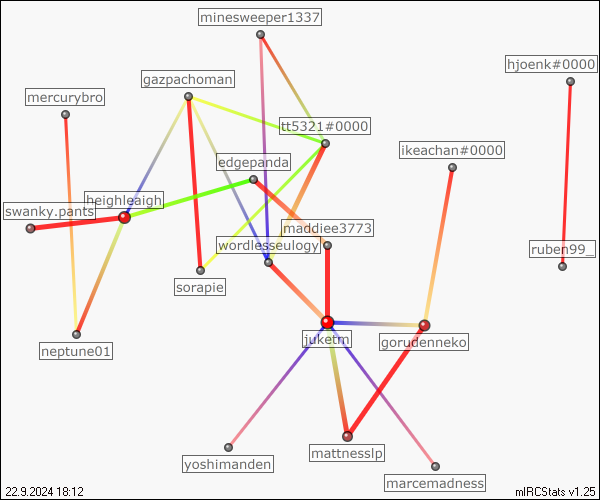 minesweeper1337
hjoenk#0000
gazpachoman
mercurybro
tt5321#0000
ikeachan#0000
edgepanda
heighleaigh
swanky.pants
maddiee3773
wordlesseulogy
ruben99_
sorapie
juketm
gorudenneko
neptune01
mattnesslp
yoshimanden
marcemadness
22.9.2024 18:12
mIRCStats v1.25